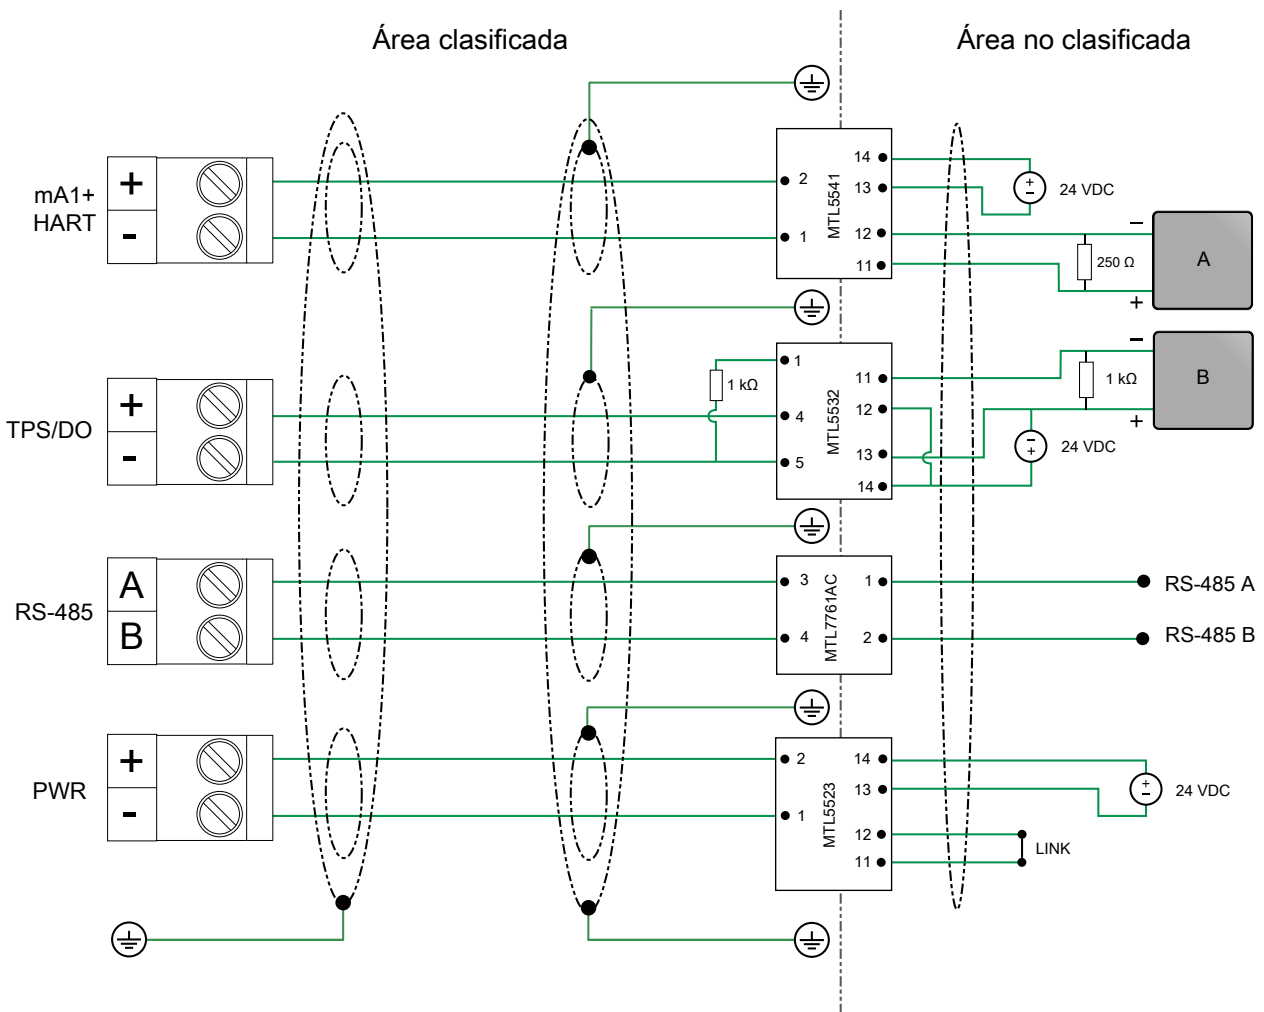 Área clasificada
Área no clasificada
mA1+
HART
+
-
2
1
MTL5541
14
13
12
11
+
-
24 VDC
250 Ω
-
+
A
TPS/DO
+
-
1 kΩ
1
4
5
MTL5532
11
12
13
14
-
+
24 VDC
1 kΩ
-
+
B
RS-485
A
B
3
4
MTL7761AC
1
2
RS-485 A
RS-485 B
PWR
+
-
2
1
MTL5523
14
13
12
11
+
-
24 VDC
LINK